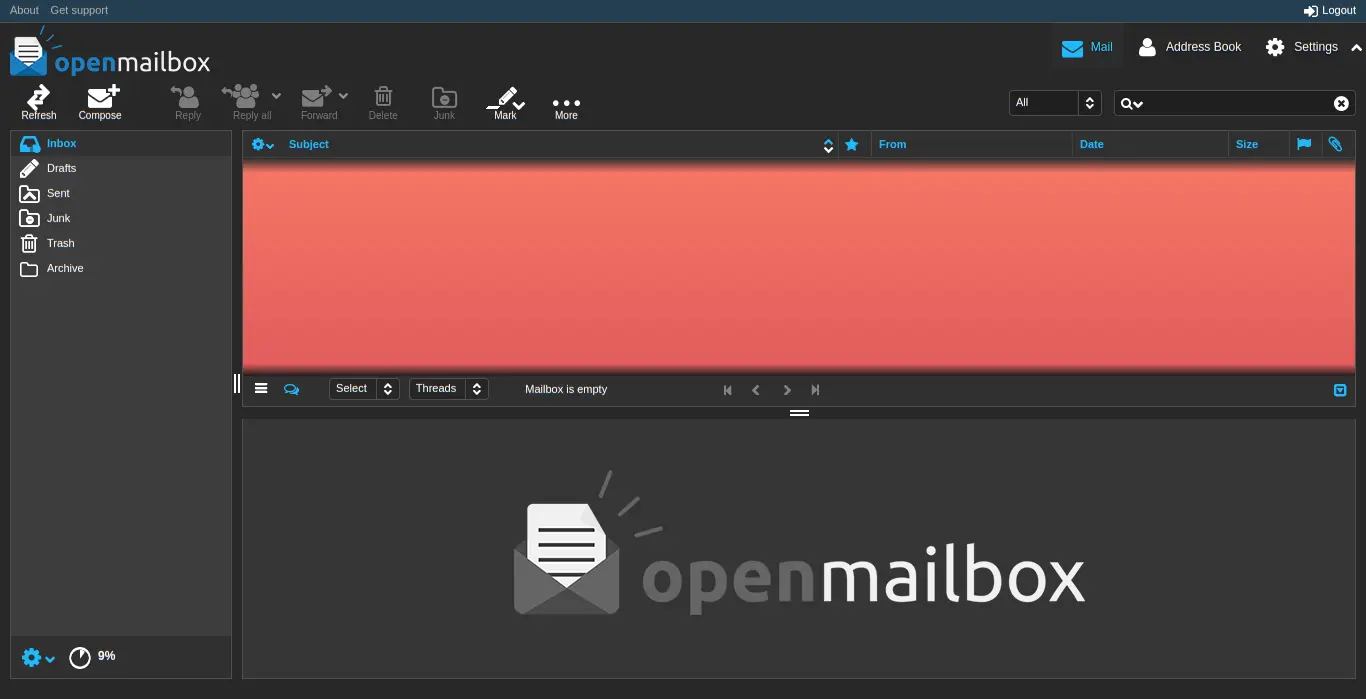 About Get support Logout
openmailbox
Mail Address Book Settings
Refresh Compose Reply Reply all Forward Delete Junk Mark More
All
Inbox
Drafts
Sent
Junk
Trash
Archive
Subject From Date Size
Select Threads Mailbox is empty
openmailbox
9%